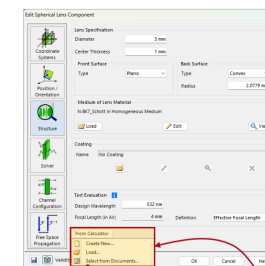 Edit Spherical Lens Component
Coordinate Systems
Position / Orientation
Structure
Solver
Channel Configuration
Free Space Propagation
Lens Specification
Diameter 3 mm
Center Thickness 1 mm
Front Surface
Type Plano
Back Surface
Type Convex
Radius 2.0779 m
Medium of Lens Material
N-BK7_Schott in Homogeneous Medium
Load
Edit
Vi
Coating
Name No Coating
Test Evaluation
Design Wavelength 532 nm
Focal Length (in Air) 4 mm Definition Effective Focal Length
From Calculator
Create New...
Load...
Select from Documents...
Validit
OK
Cancel
He